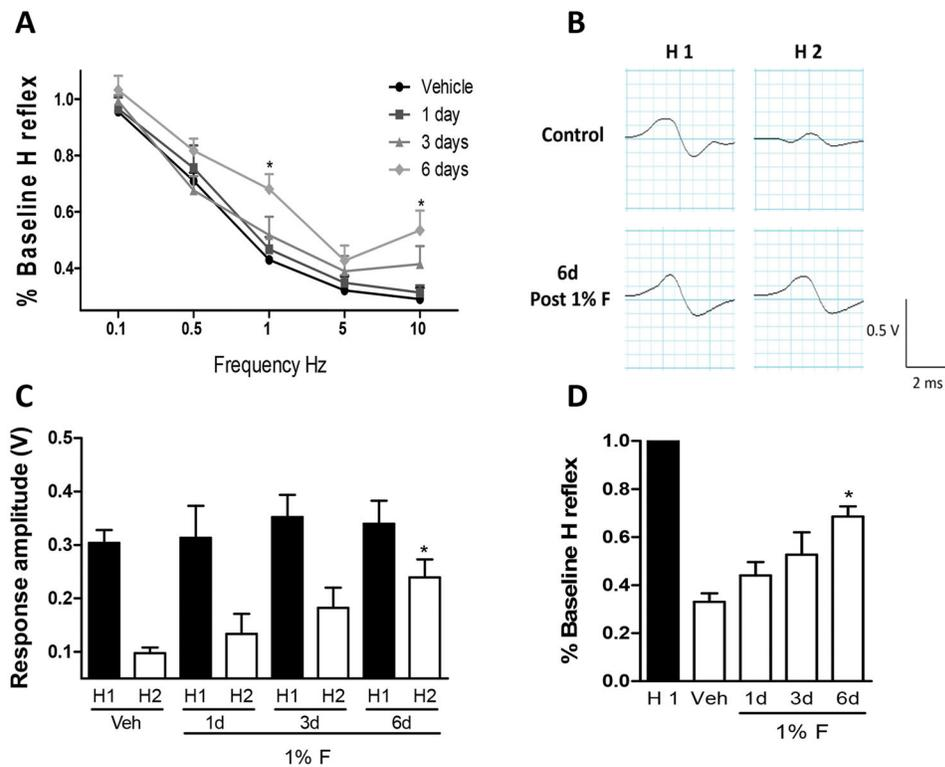 A
% Baseline H reflex
1.0
0.8
0.6
0.4
0.1
0.5
1
5
10
Frequency Hz
Vehicle
1 day
3 days
6 days
*
*
B
H 1
H 2
Control
6d
Post 1% F
0.5 V
2 ms
C
Response amplitude (V)
0.5
0.4
0.3
0.2
0.1
*
H1 H2 H1 H2 H1 H2 H1 H2
Veh 1d 3d 6d
1% F
D
% Baseline H reflex
1.0
0.8
0.6
0.4
0.2
0.0
*
H 1 Veh 1d 3d 6d
1% F